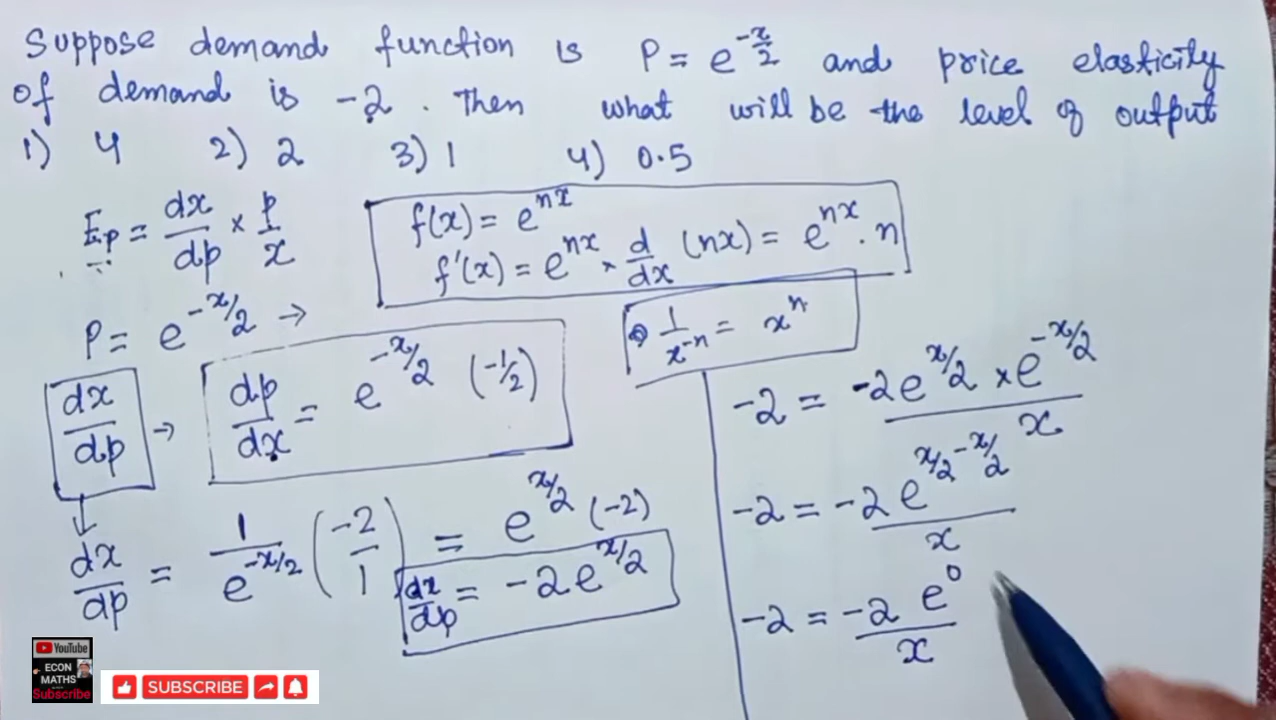 Suppose demand function is P = e^{-x/2} and price elasticity
of demand is -2. Then what will be the level of output
1) 4 2) 2 3) 1 4) 0.5
Ep = dx/dp × p/x
f(x) = e^{nx}
f'(x) = e^{nx} × d/dx (nx) = e^{nx} . n
P = e^{-x/2} →
1/x^{-n} = x^n
dx/dp → dp/dx = e^{-x/2} (-1/2)
dx/dp = 1/e^{-x/2} (-2/1) = e^{x/2} (-2)
dx/dp = -2e^{x/2}
-2 = -2e^{x/2} × e^{-x/2} / x
-2 = -2e^{x/2 - x/2} / x
-2 = -2 e^0 / x
YouTube
ECON
MATHS
Subscribe
SUBSCRIBE